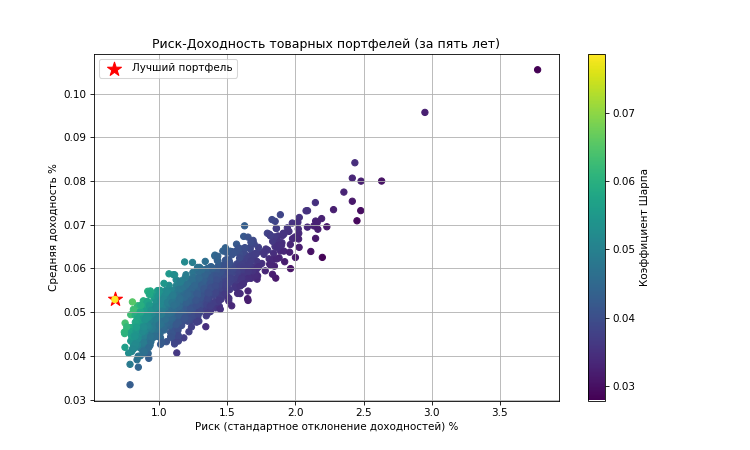 Риск-Доходность товарных портфелей (за пять лет)
Лучший портфель
Средняя доходность %
0.10
0.09
0.08
0.07
0.06
0.05
0.04
0.03
1.0 1.5 2.0 2.5 3.0 3.5
Риск (стандартное отклонение доходностей) %
0.07
0.06
0.05
0.04
0.03
Коэффициент Шарпа